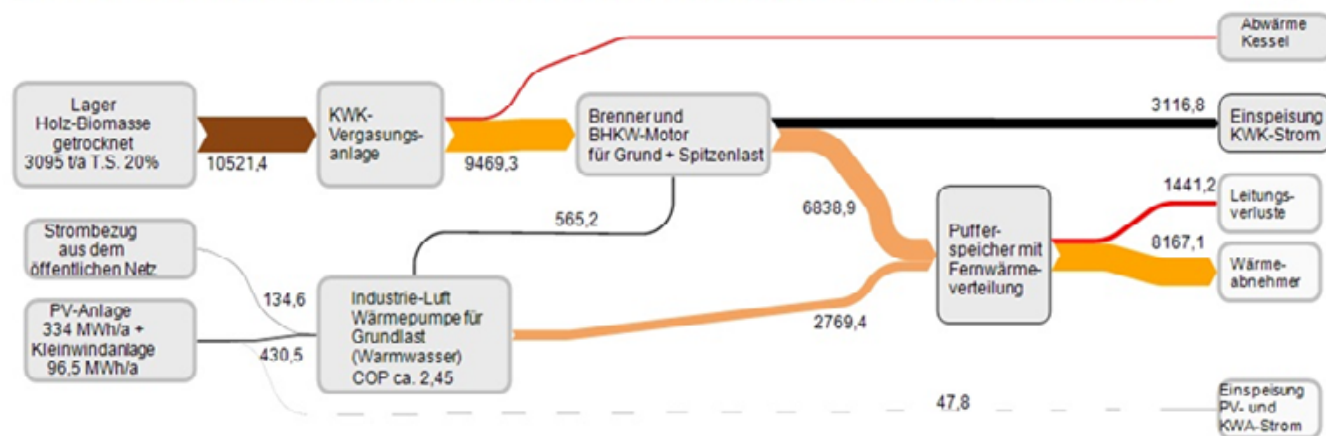 Lager
Holz-Biomasse
getrocknet
3095 t/a T.S. 20%
10521,4
KWK-
Vergasungs-
anlage
9469,3
Brenner und
BHKW-Motor
für Grund + Spitzenlast
Abwärme
Kessel
3116,8
Einspeisung
KWK-Strom
6838,9
565,2
Strombezug
aus dem
öffentlichen Netz
134,6
PV-Anlage
334 MWh/a +
Kleinwindanlage
96,5 MWh/a
430,5
Industrie-Luft
Wärmepumpe für
Grundlast
(Warmwasser)
COP ca. 2,45
2769,4
Puffer-
speicher mit
Fernwärme-
verteilung
1441,2
Leitungs-
verluste
8167,1
Wärme-
abnehmer
47,8
Einspeisung
PV- und
KWA-Strom